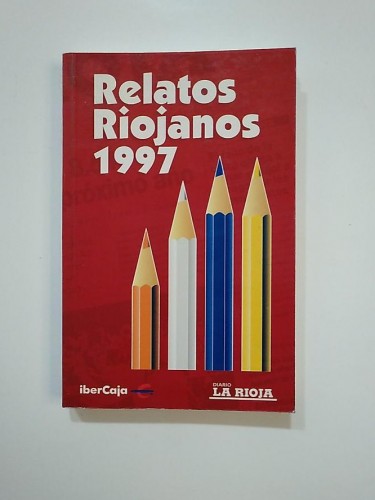 Relatos
Riojanos
1997
iberCaja
DIARIO
LA RIOJA